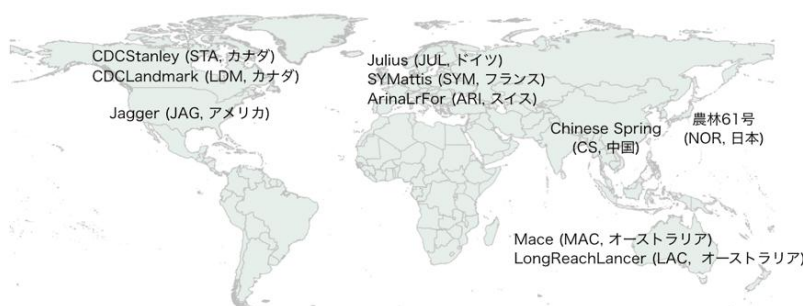 CDCStanley (STA, カナダ)
CDCLandmark (LDM, カナダ)
Jagger (JAG, アメリカ)
Julius (JUL, ドイツ)
SYMattis (SYM, フランス)
ArinaLrFor (ARI, スイス)
Chinese Spring
(CS, 中国)
農林61号
(NOR, 日本)
Mace (MAC, オーストラリア)
LongReachLancer (LAC, オーストラリア)